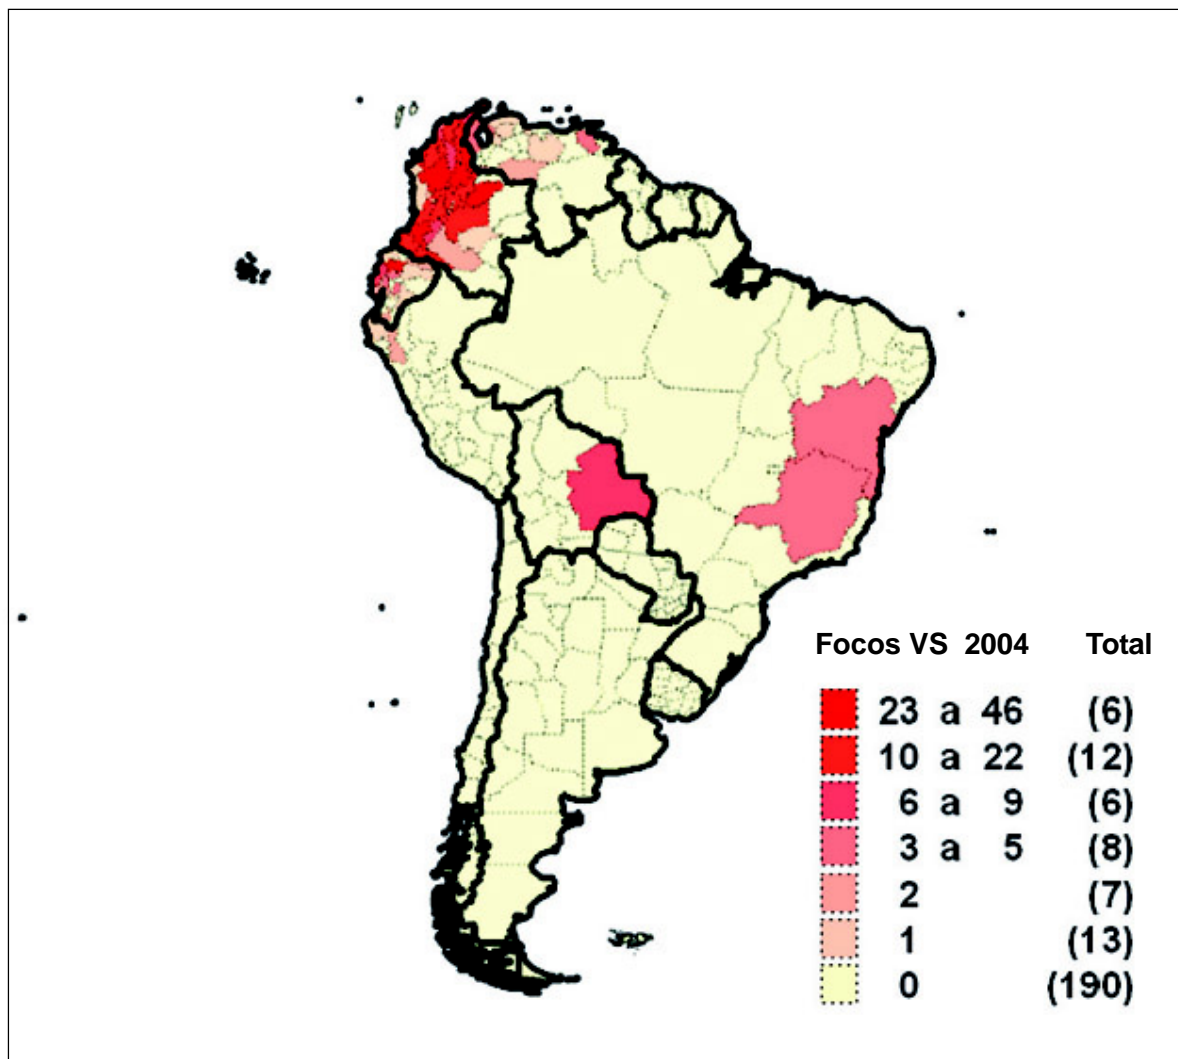 Focos VS 2004 Total
23 a 46 (6)
10 a 22 (12)
6 a 9 (6)
3 a 5 (8)
2 (7)
1 (13)
0 (190)